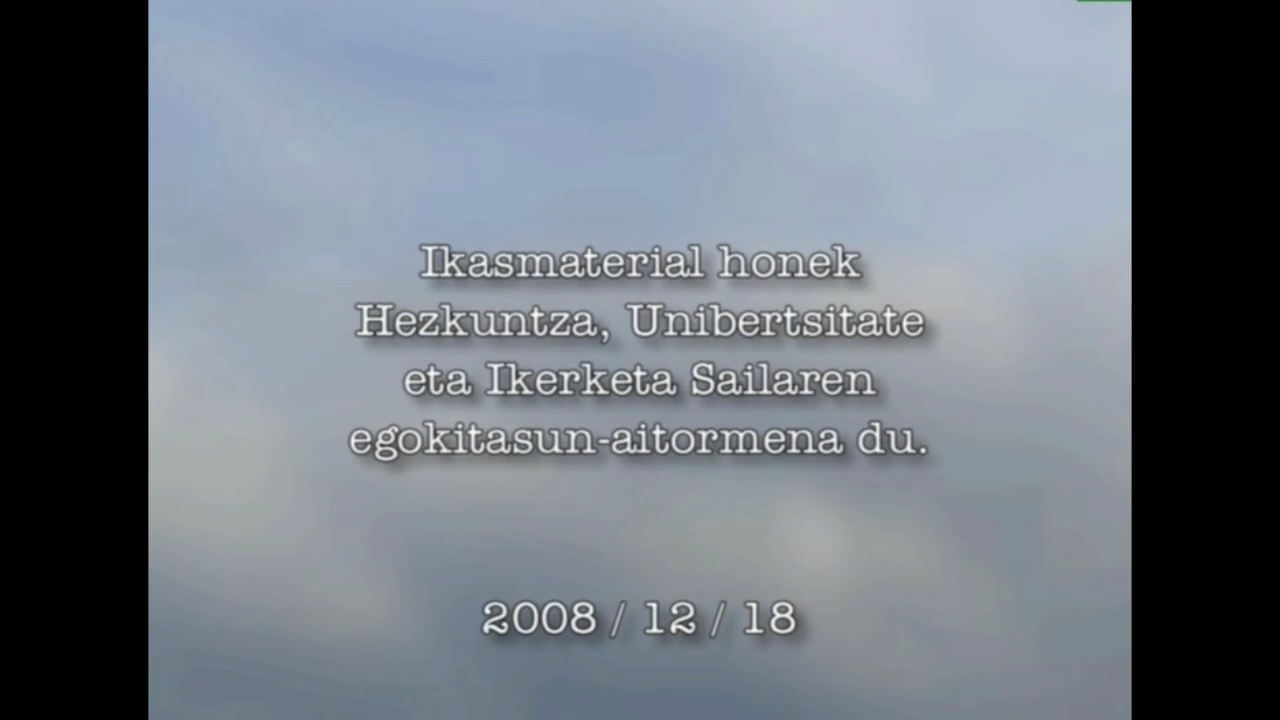 Ikasmaterial honek
Hezkuntza, Unibertsitate
eta Ikerketa Sailaren
egokitasun-aitormena du.
2008 / 12 / 18